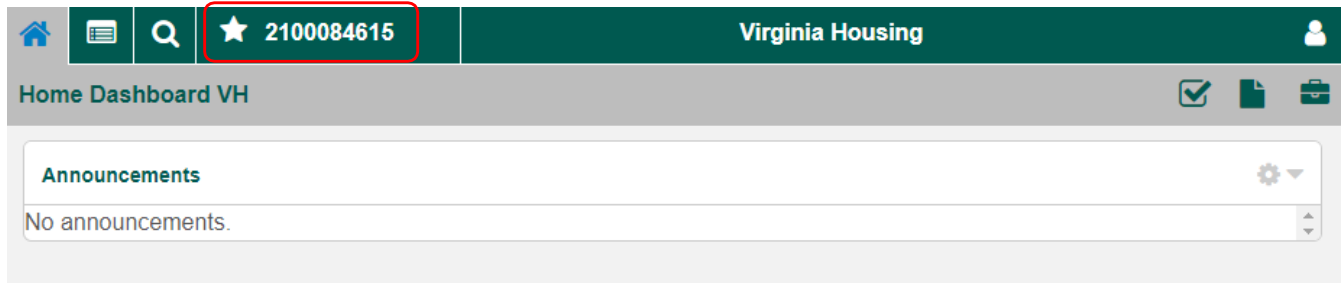 2100084615 Virginia Housing
Home Dashboard VH
Announcements
No announcements.